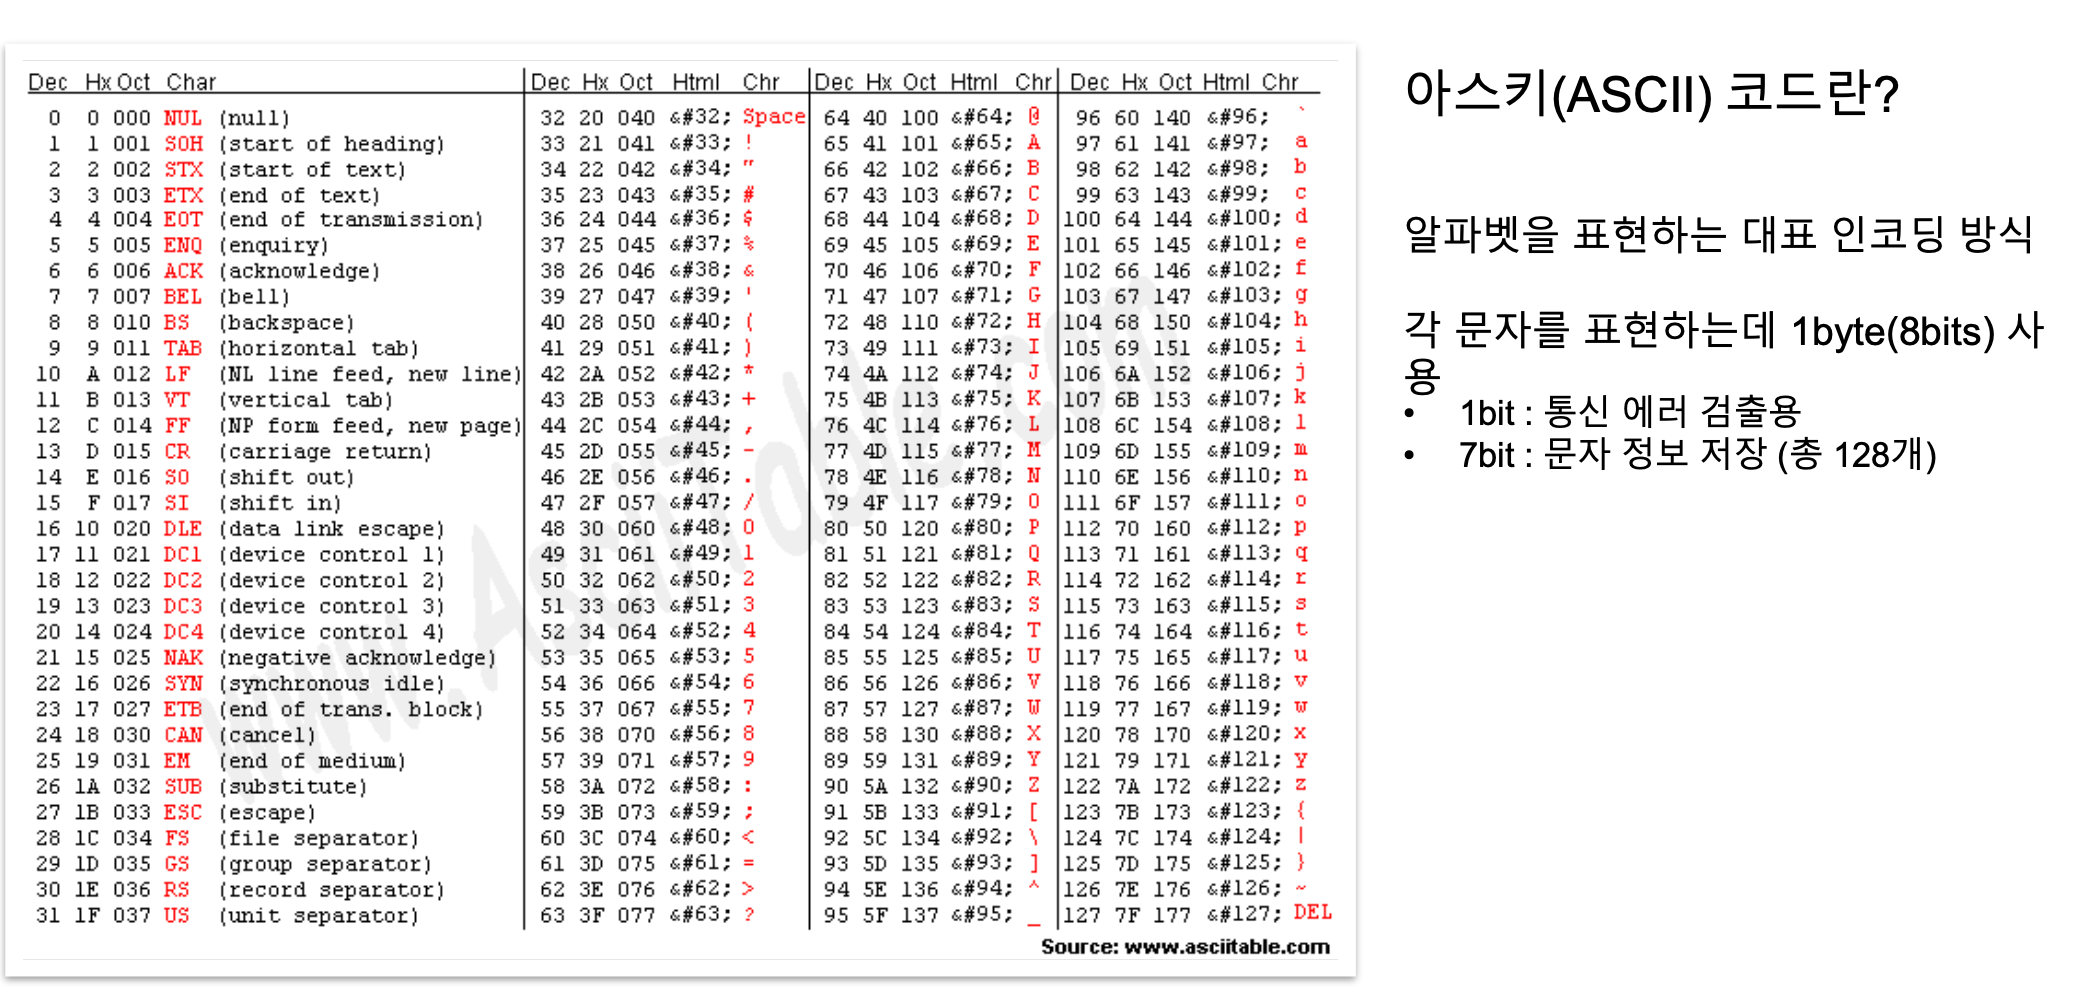 Dec Hx Oct Char
0 0 000 NUL (null)
1 1 001 SOH (start of heading)
2 2 002 STX (start of text)
3 3 003 ETX (end of text)
4 4 004 EOT (end of transmission)
5 5 005 ENQ (enquiry)
6 6 006 ACK (acknowledge)
7 7 007 BEL (bell)
8 8 010 BS (backspace)
9 9 011 TAB (horizontal tab)
10 A 012 LF (NL line feed, new line)
11 B 013 VT (vertical tab)
12 C 014 FF (NP form feed, new page)
13 D 015 CR (carriage return)
14 E 016 SO (shift out)
15 F 017 SI (shift in)
16 10 020 DLE (data link escape)
17 11 021 DC1 (device control 1)
18 12 022 DC2 (device control 2)
19 13 023 DC3 (device control 3)
20 14 024 DC4 (device control 4)
21 15 025 NAK (negative acknowledge)
22 16 026 SYN (synchronous idle)
23 17 027 ETB (end of trans. block)
24 18 030 CAN (cancel)
25 19 031 EM (end of medium)
26 1A 032 SUB (substitute)
27 1B 033 ESC (escape)
28 1C 034 FS (file separator)
29 1D 035 GS (group separator)
30 1E 036 RS (record separator)
31 1F 037 US (unit separator)
Dec Hx Oct Html Chr
32 20 040 &#32; Space
33 21 041 &#33; !
34 22 042 &#34; "
35 23 043 &#35; #
36 24 044 &#36; $
37 25 045 &#37; %
38 26 046 &#38; &
39 27 047 &#39; '
40 28 050 &#40; (
41 29 051 &#41; )
42 2A 052 &#42; *
43 2B 053 &#43; +
44 2C 054 &#44; ,
45 2D 055 &#45; -
46 2E 056 &#46; .
47 2F 057 &#47; /
48 30 060 &#48; 0
49 31 061 &#49; 1
50 32 062 &#50; 2
51 33 063 &#51; 3
52 34 064 &#52; 4
53 35 065 &#53; 5
54 36 066 &#54; 6
55 37 067 &#55; 7
56 38 070 &#56; 8
57 39 071 &#57; 9
58 3A 072 &#58; :
59 3B 073 &#59; ;
60 3C 074 &#60; <
61 3D 075 &#61; =
62 3E 076 &#62; >
63 3F 077 &#63; ?
Dec Hx Oct Html Chr
64 40 100 &#64; @
65 41 101 &#65; A
66 42 102 &#66; B
67 43 103 &#67; C
68 44 104 &#68; D
69 45 105 &#69; E
70 46 106 &#70; F
71 47 107 &#71; G
72 48 110 &#72; H
73 49 111 &#73; I
74 4A 112 &#74; J
75 4B 113 &#75; K
76 4C 114 &#76; L
77 4D 115 &#77; M
78 4E 116 &#78; N
79 4F 117 &#79; O
80 50 120 &#80; P
81 51 121 &#81; Q
82 52 122 &#82; R
83 53 123 &#83; S
84 54 124 &#84; T
85 55 125 &#85; U
86 56 126 &#86; V
87 57 127 &#87; W
88 58 130 &#88; X
89 59 131 &#89; Y
90 5A 132 &#90; Z
91 5B 133 &#91; [
92 5C 134 &#92; \
93 5D 135 &#93; ]
94 5E 136 &#94; ^
95 5F 137 &#95; _
Dec Hx Oct Html Chr
96 60 140 &#96; `
97 61 141 &#97; a
98 62 142 &#98; b
99 63 143 &#99; c
100 64 144 &#100; d
101 65 145 &#101; e
102 66 146 &#102; f
103 67 147 &#103; g
104 68 150 &#104; h
105 69 151 &#105; i
106 6A 152 &#106; j
107 6B 153 &#107; k
108 6C 154 &#108; l
109 6D 155 &#109; m
110 6E 156 &#110; n
111 6F 157 &#111; o
112 70 160 &#112; p
113 71 161 &#113; q
114 72 162 &#114; r
115 73 163 &#115; s
116 74 164 &#116; t
117 75 165 &#117; u
118 76 166 &#118; v
119 77 167 &#119; w
120 78 170 &#120; x
121 79 171 &#121; y
122 7A 172 &#122; z
123 7B 173 &#123; {
124 7C 174 &#124; |
125 7D 175 &#125; }
126 7E 176 &#126; ~
127 7F 177 &#127; DEL
Source: www.asciitable.com
www.AsciiTable.com
아스키(ASCII) 코드란?
알파벳을 표현하는 대표 인코딩 방식
각 문자를 표현하는데 1byte(8bits) 사
용
• 1bit : 통신 에러 검출용
• 7bit : 문자 정보 저장 (총 128개)